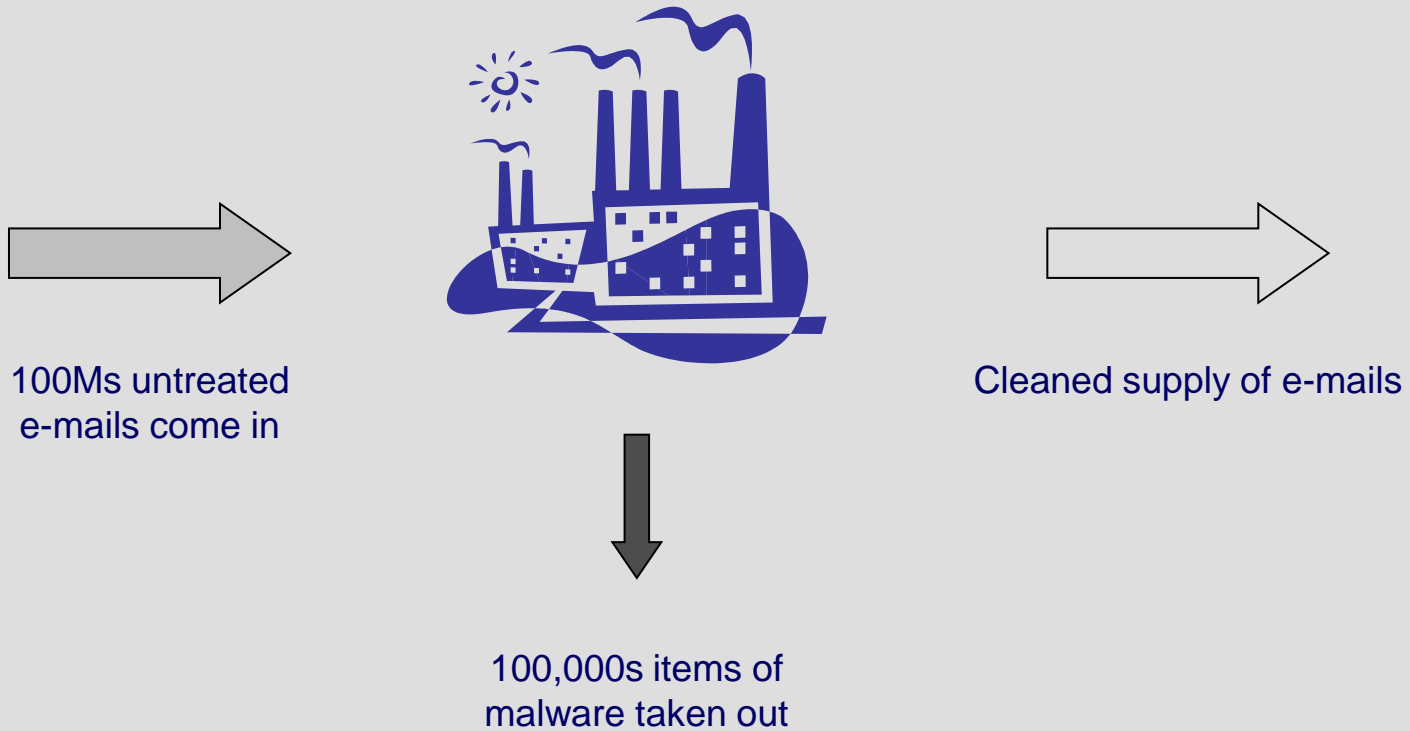 100Ms untreated
e-mails come in
Cleaned supply of e-mails
100,000s items of
malware taken out